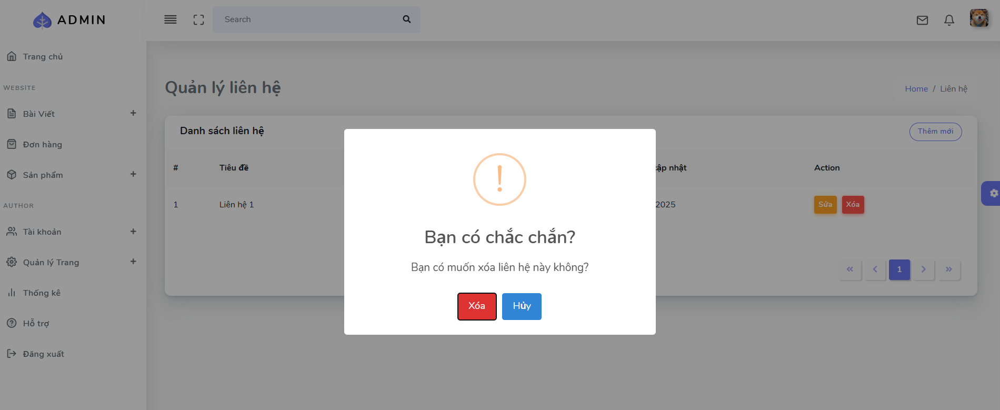 ADMIN
Search
Trang chủ
WEBSITE
Bài Viết
Đơn hàng
Sản phẩm
AUTHOR
Tài khoản
Quản lý Trang
Thống kê
Hỗ trợ
Đăng xuất
Quản lý liên hệ
Home / Liên hệ
Danh sách liên hệ
Thêm mới
# Tiêu đề cập nhật Action
1 Liên hệ 1 2025 Sửa Xóa
« ‹ 1 › »
!
Bạn có chắc chắn?
Bạn có muốn xóa liên hệ này không?
Xóa Hủy